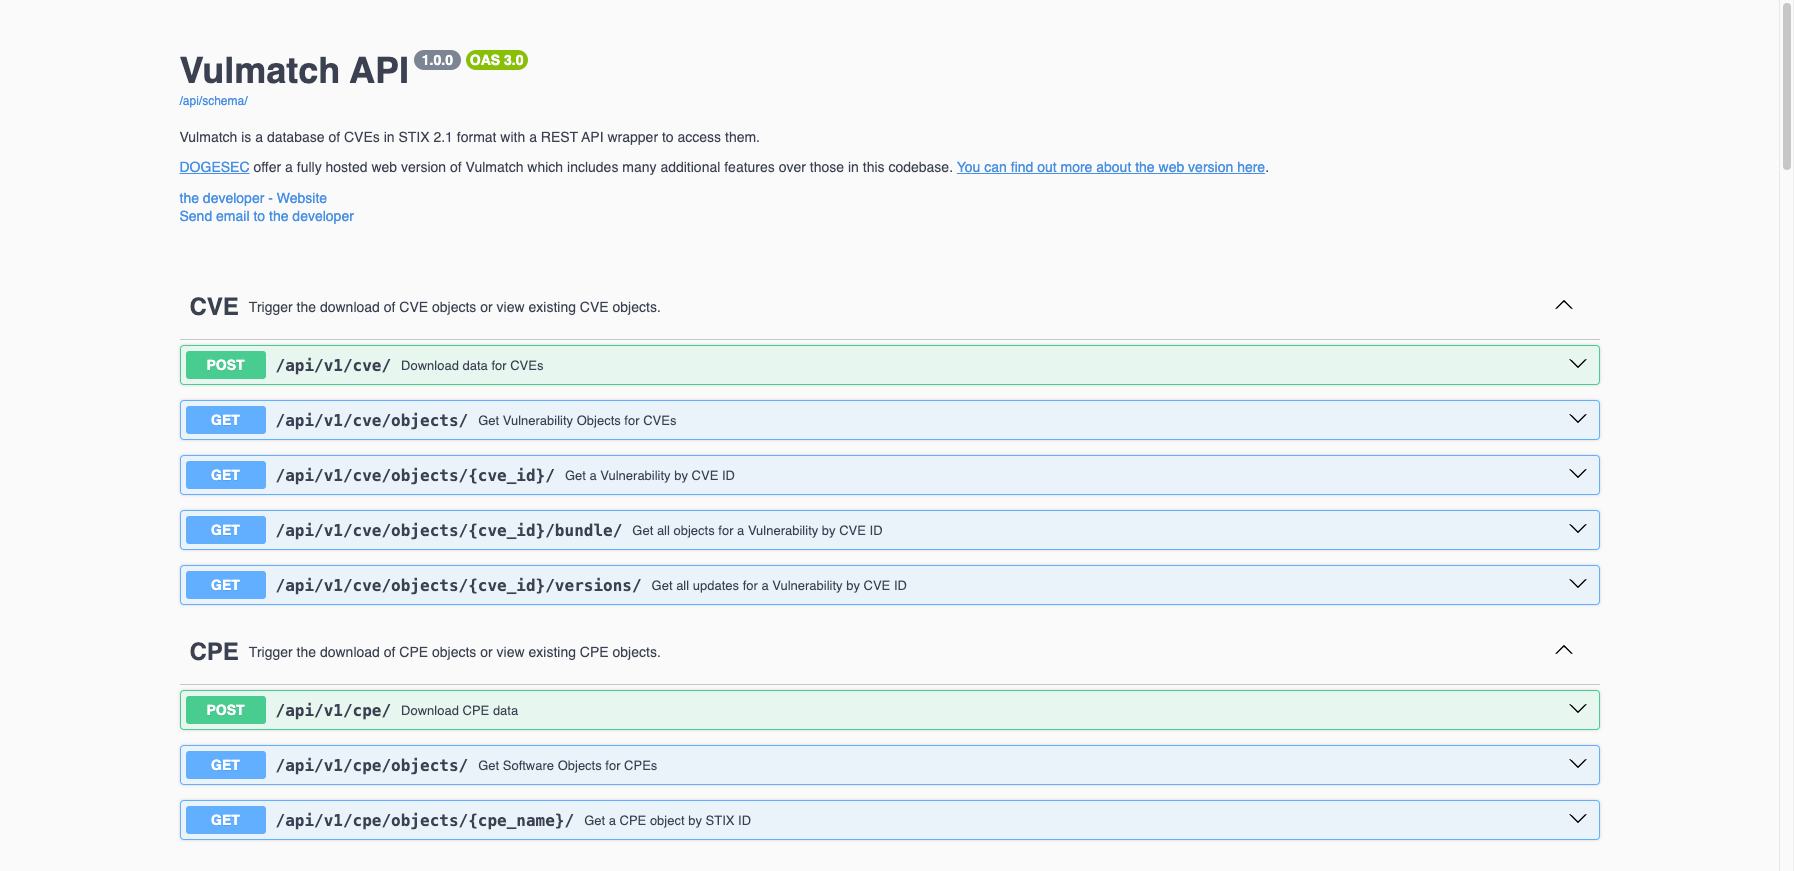 Vulmatch API 1.0.0 OAS 3.0
/api/schema/
Vulmatch is a database of CVEs in STIX 2.1 format with a REST API wrapper to access them.
DOGESEC offer a fully hosted web version of Vulmatch which includes many additional features over those in this codebase. You can find out more about the web version here.
the developer - Website
Send email to the developer
CVE Trigger the download of CVE objects or view existing CVE objects.
POST /api/v1/cve/ Download data for CVEs
GET /api/v1/cve/objects/ Get Vulnerability Objects for CVEs
GET /api/v1/cve/objects/{cve_id}/ Get a Vulnerability by CVE ID
GET /api/v1/cve/objects/{cve_id}/bundle/ Get all objects for a Vulnerability by CVE ID
GET /api/v1/cve/objects/{cve_id}/versions/ Get all updates for a Vulnerability by CVE ID
CPE Trigger the download of CPE objects or view existing CPE objects.
POST /api/v1/cpe/ Download CPE data
GET /api/v1/cpe/objects/ Get Software Objects for CPEs
GET /api/v1/cpe/objects/{cpe_name}/ Get a CPE object by STIX ID